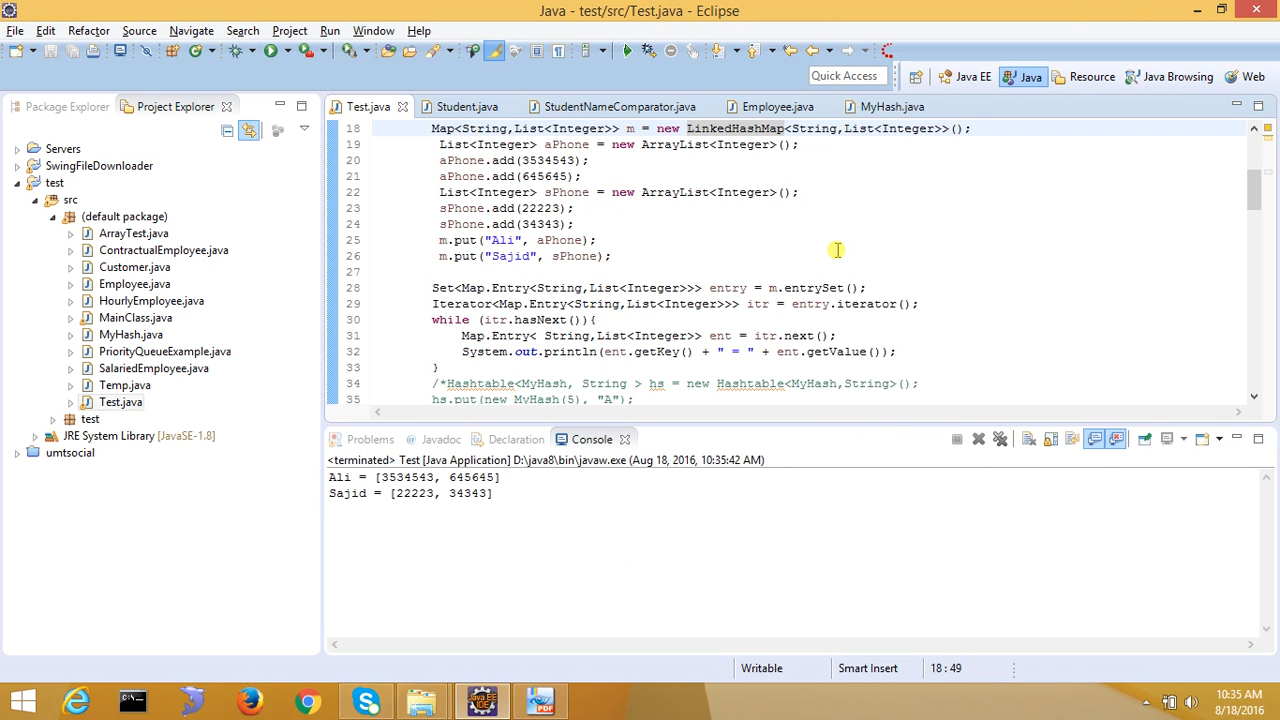 Java - test/src/Test.java - Eclipse
File Edit Refactor Source Navigate Search Project Run Window Help
Quick Access Java EE Java Resource Java Browsing Web
Package Explorer Project Explorer
Servers
SwingFileDownloader
test
src
(default package)
ArrayTest.java
ContractualEmployee.java
Customer.java
Employee.java
HourlyEmployee.java
MainClass.java
MyHash.java
PriorityQueueExample.java
SalariedEmployee.java
Temp.java
Test.java
test
JRE System Library [JavaSE-1.8]
umtsocial
Test.java Student.java StudentNameComparator.java Employee.java MyHash.java
18 Map<String,List<Integer>> m = new LinkedHashMap<String,List<Integer>>();
19 List<Integer> aPhone = new ArrayList<Integer>();
20 aPhone.add(3534543);
21 aPhone.add(645645);
22 List<Integer> sPhone = new ArrayList<Integer>();
23 sPhone.add(22223);
24 sPhone.add(34343);
25 m.put("Ali", aPhone);
26 m.put("Sajid", sPhone);
27
28 Set<Map.Entry<String,List<Integer>>> entry = m.entrySet();
29 Iterator<Map.Entry<String,List<Integer>>> itr = entry.iterator();
30 while (itr.hasNext()){
31 Map.Entry< String,List<Integer>> ent = itr.next();
32 System.out.println(ent.getKey() + " = " + ent.getValue());
33 }
34 /*Hashtable<MyHash, String > hs = new Hashtable<MyHash,String>();
35 hs.put(new MyHash(5), "A");
Problems Javadoc Declaration Console
<terminated> Test [Java Application] D:\java8\bin\javaw.exe (Aug 18, 2016, 10:35:42 AM)
Ali = [3534543, 645645]
Sajid = [22223, 34343]
Writable Smart Insert 18 : 49
Java EE
IDE
PDF
10:35 AM
8/18/2016